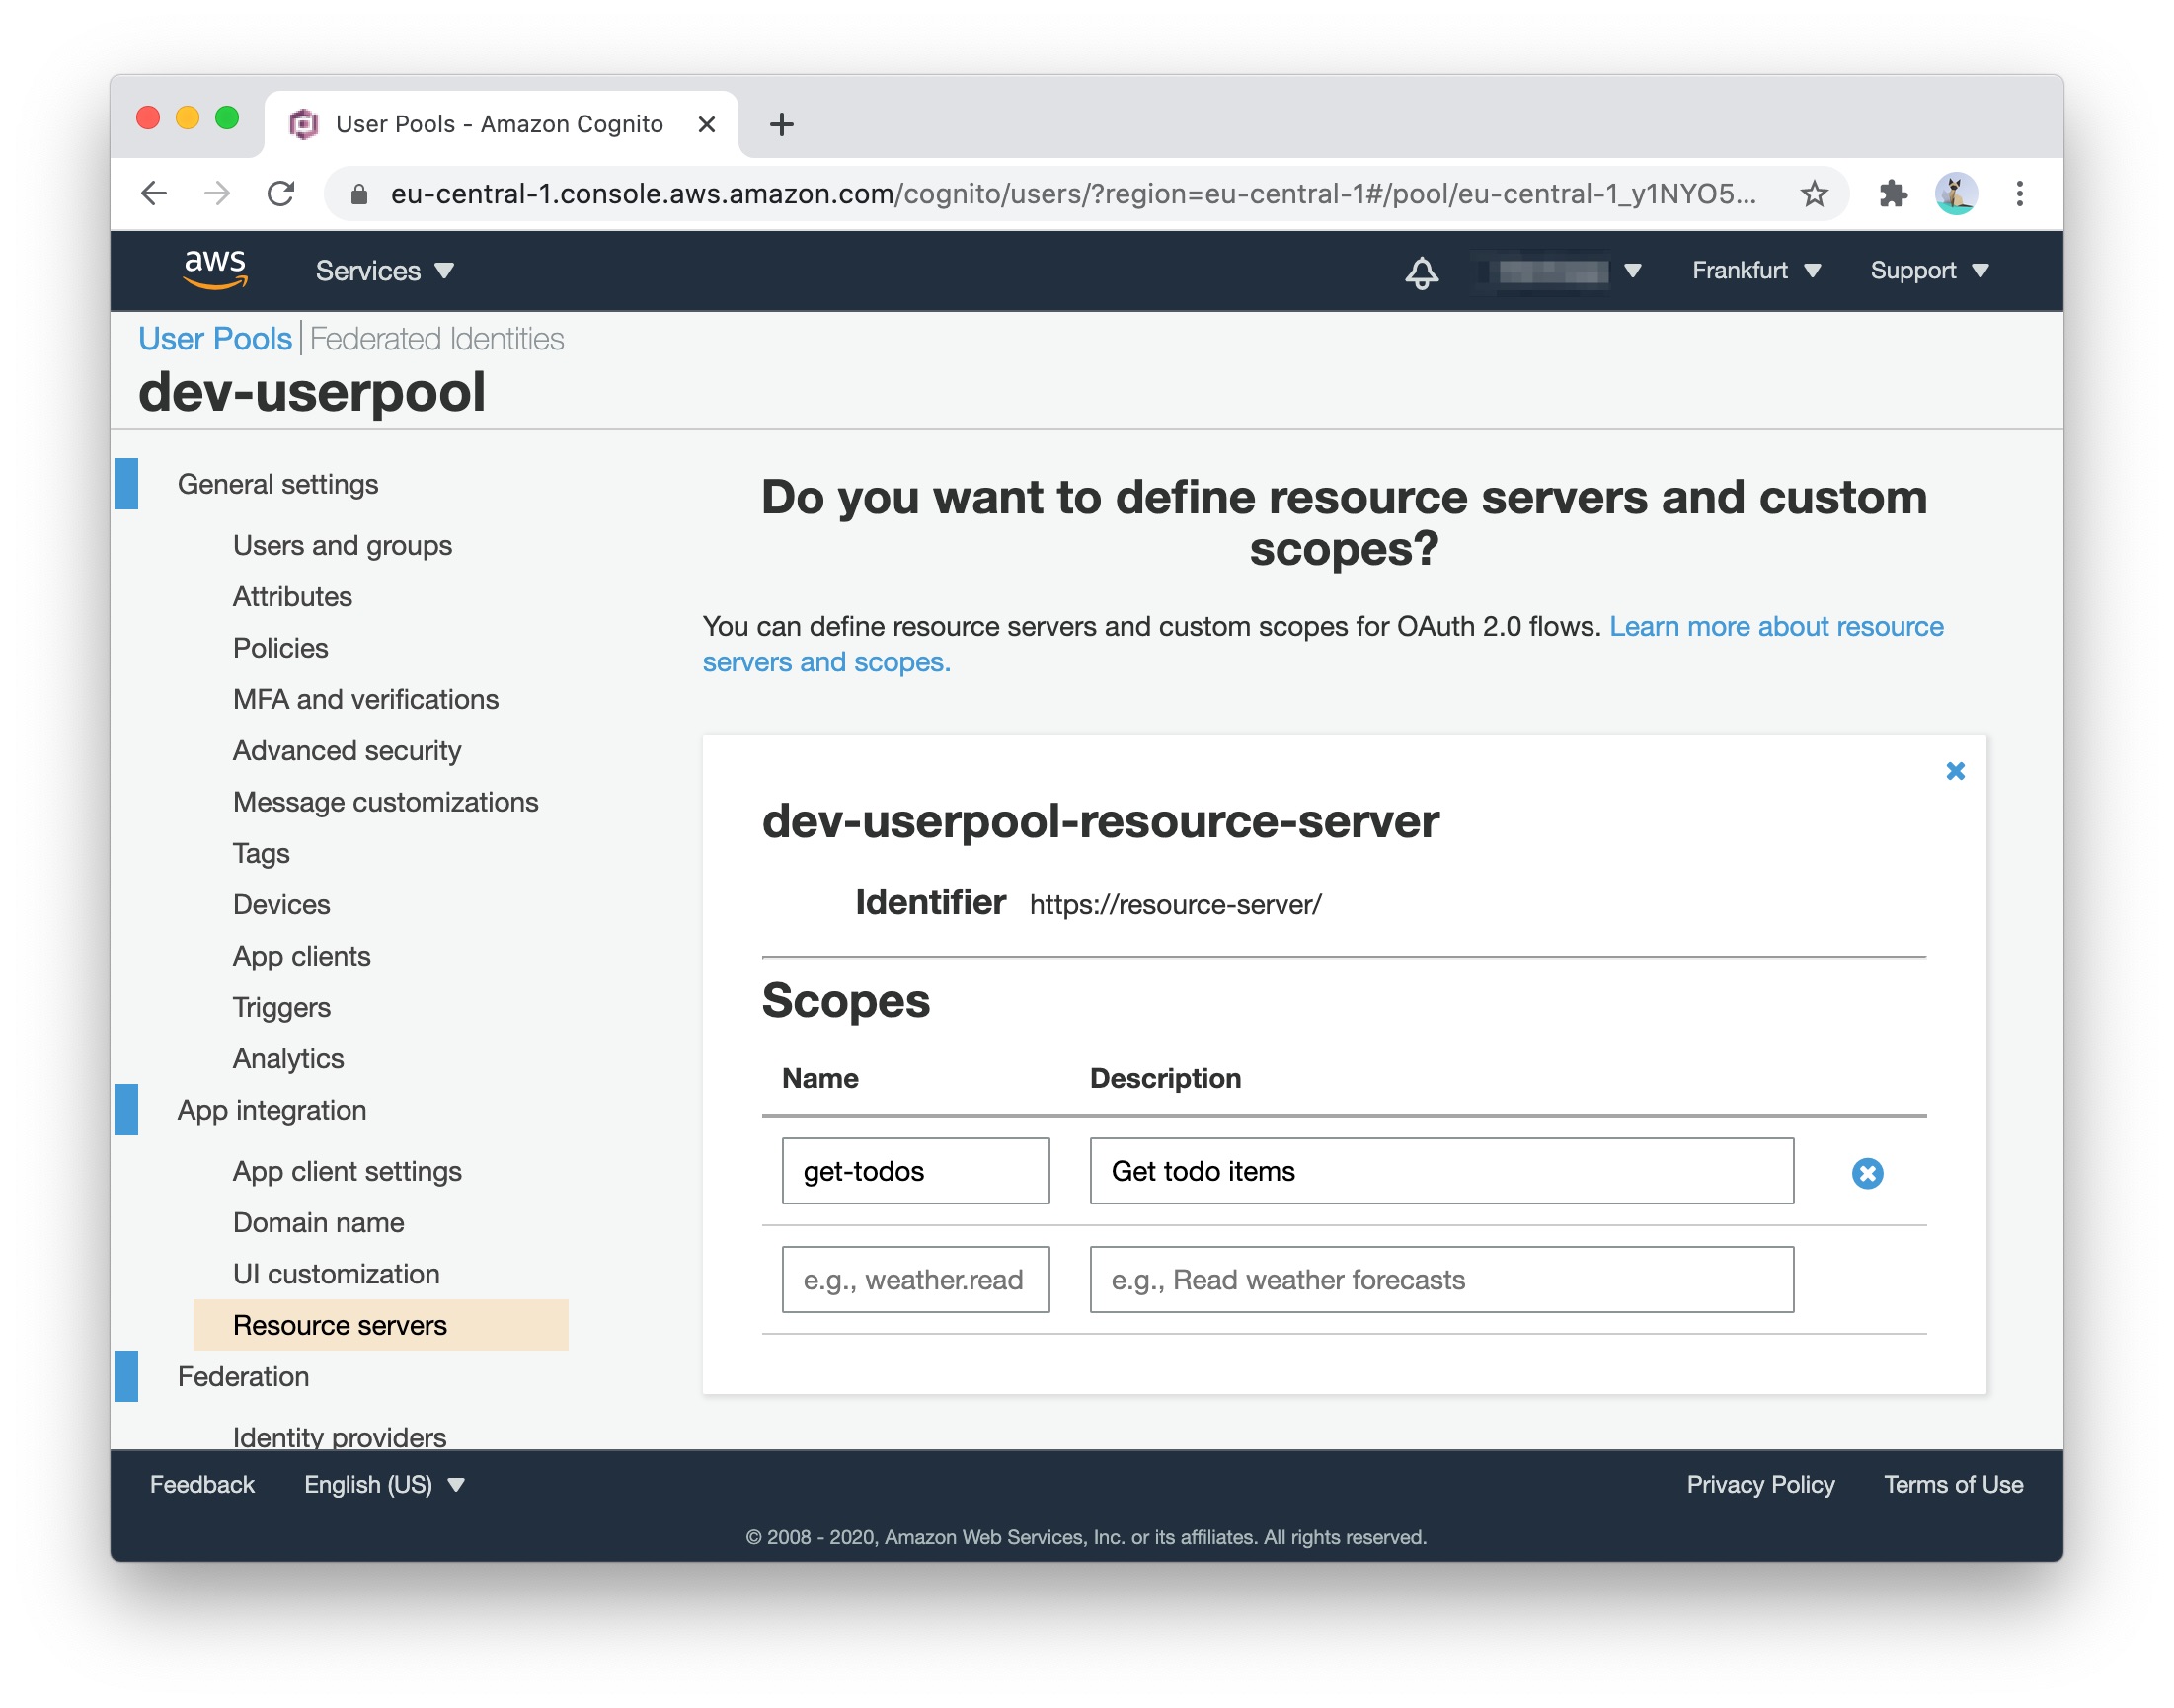 User Pools - Amazon Cognito
eu-central-1.console.aws.amazon.com/cognito/users/?region=eu-central-1#/pool/eu-central-1_y1NYO5...
aws Services Frankfurt Support
User Pools Federated Identities
dev-userpool
General settings
Users and groups
Attributes
Policies
MFA and verifications
Advanced security
Message customizations
Tags
Devices
App clients
Triggers
Analytics
App integration
App client settings
Domain name
UI customization
Resource servers
Federation
Identity providers
Do you want to define resource servers and custom
scopes?
You can define resource servers and custom scopes for OAuth 2.0 flows. Learn more about resource
servers and scopes.
dev-userpool-resource-server
Identifier https://resource-server/
Scopes
Name Description
get-todos Get todo items
e.g., weather.read e.g., Read weather forecasts
Feedback English (US) Privacy Policy Terms of Use
© 2008 - 2020, Amazon Web Services, Inc. or its affiliates. All rights reserved.